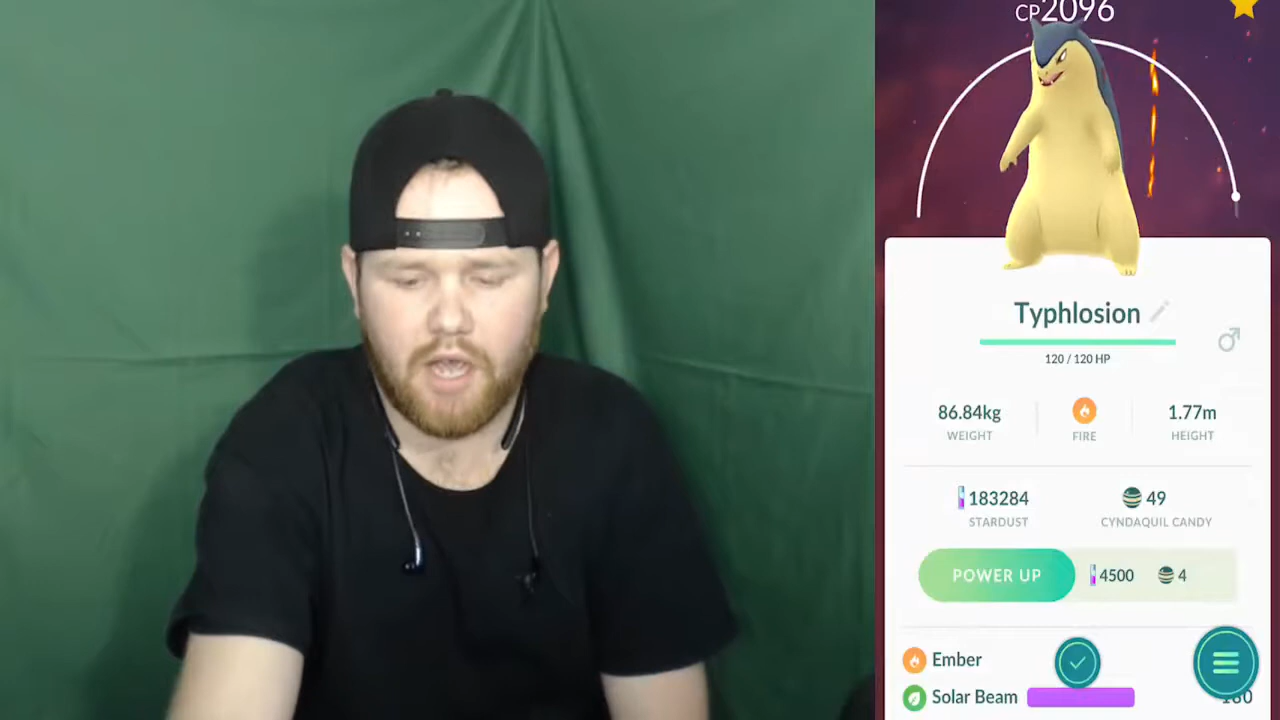 CP2096
Typhlosion
120 / 120 HP
86.84kg
WEIGHT
FIRE
1.77m
HEIGHT
183284
STARDUST
49
CYNDAQUIL CANDY
POWER UP 4500 4
Ember
Solar Beam 180